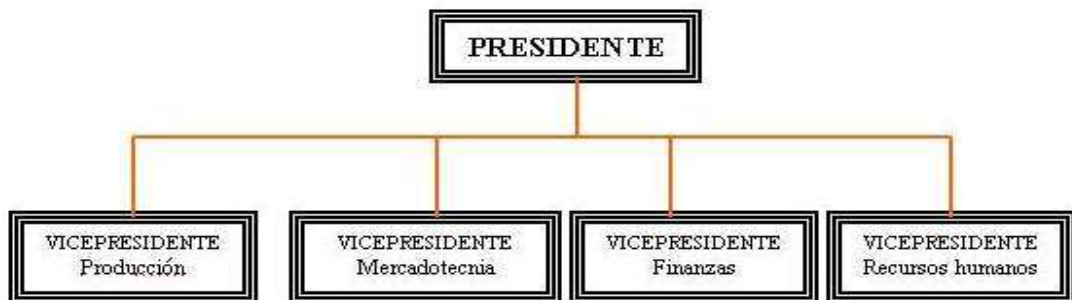 PRESIDENTE
VICEPRESIDENTE
Producción
VICEPRESIDENTE
Mercadotecnia
VICEPRESIDENTE
Finanzas
VICEPRESIDENTE
Recursos humanos